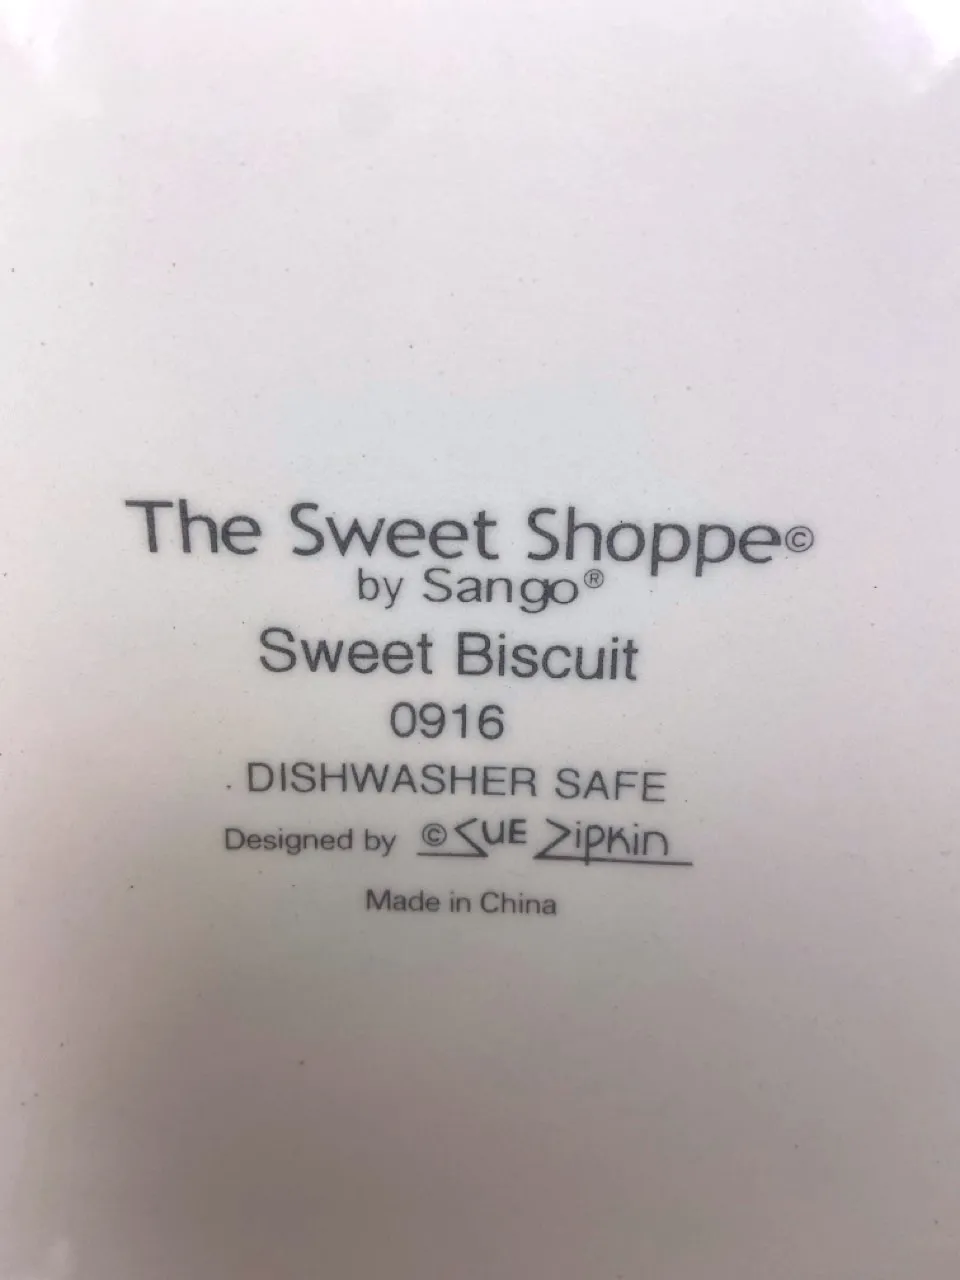 The Sweet Shoppe©
by Sango®
Sweet Biscuit
0916
DISHWASHER SAFE
Designed by © SUE Zipkin
Made in China